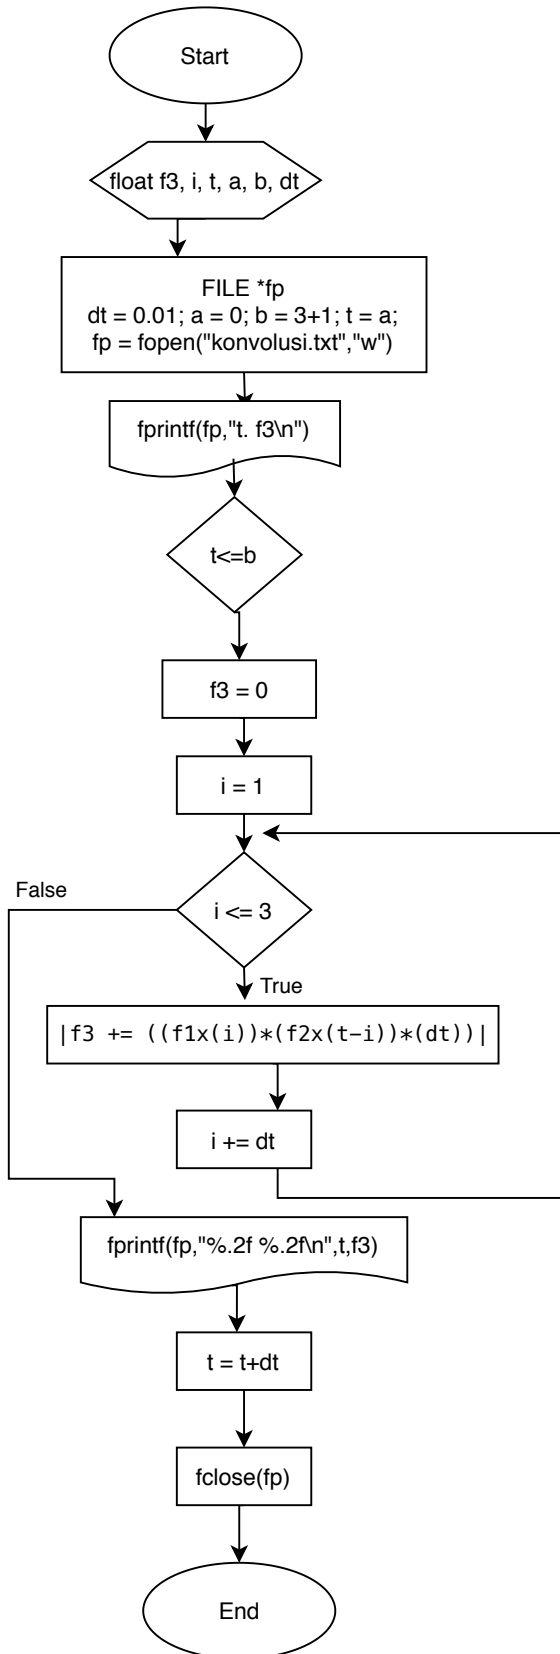 Start
float f3, i, t, a, b, dt
FILE *fp
dt = 0.01; a = 0; b = 3+1; t = a;
fp = fopen("konvolusi.txt","w")
fprintf(fp,"t. f3\n")
t<=b
f3 = 0
i = 1
False
i <= 3
True
|f3 += ((f1x(i))*(f2x(t−i))*(dt))|
i += dt
fprintf(fp,"%.2f %.2f\n",t,f3)
t = t+dt
fclose(fp)
End